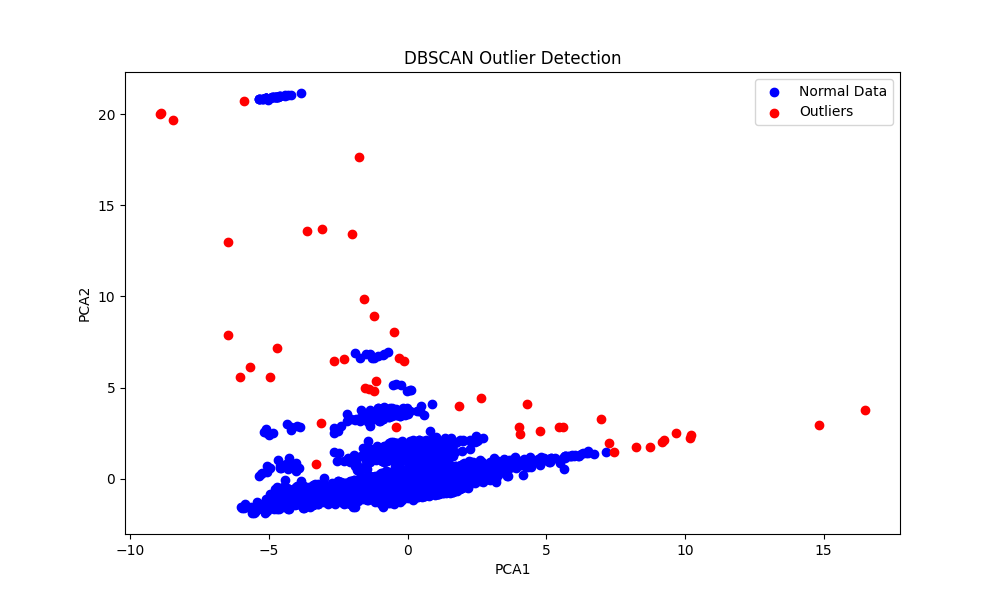 DBSCAN Outlier Detection
Normal Data
Outliers
20
15
10
5
0
PCA2
−10
−5
0
5
10
15
PCA1